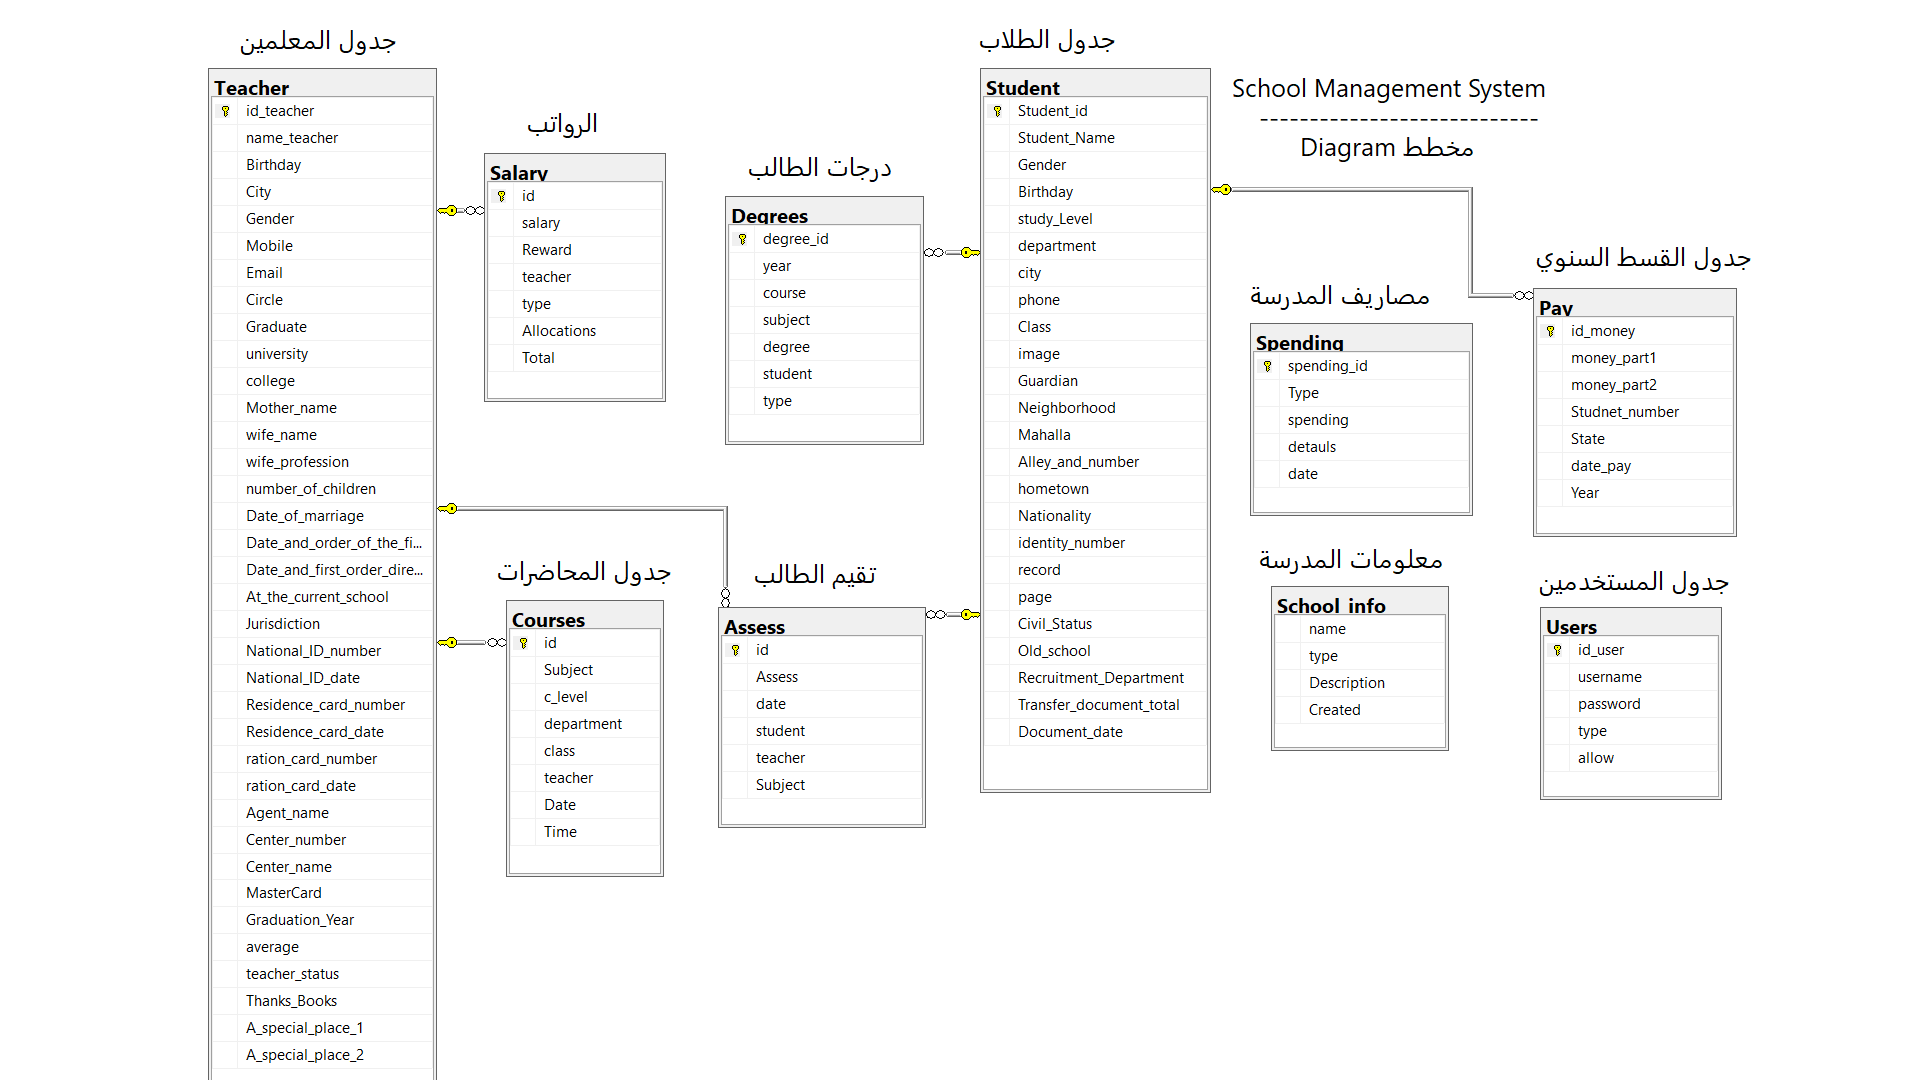 جدول المعلمين
Teacher
id_teacher
name_teacher
Birthday
City
Gender
Mobile
Email
Circle
Graduate
university
college
Mother_name
wife_name
wife_profession
number_of_children
Date_of_marriage
Date_and_order_of_the_fi...
Date_and_first_order_dire...
At_the_current_school
Jurisdiction
National_ID_number
National_ID_date
Residence_card_number
Residence_card_date
ration_card_number
ration_card_date
Agent_name
Center_number
Center_name
MasterCard
Graduation_Year
average
teacher_status
Thanks_Books
A_special_place_1
A_special_place_2
الرواتب
Salary
id
salary
Reward
teacher
type
Allocations
Total
جدول المحاضرات
Courses
id
Subject
c_level
department
class
teacher
Date
Time
درجات الطالب
Degrees
degree_id
year
course
subject
degree
student
type
تقيم الطالب
Assess
id
Assess
date
student
teacher
Subject
جدول الطلاب
Student
Student_id
Student_Name
Gender
Birthday
study_Level
department
city
phone
Class
image
Guardian
Neighborhood
Mahalla
Alley_and_number
hometown
Nationality
identity_number
record
page
Civil_Status
Old_school
Recruitment_Department
Transfer_document_total
Document_date
School Management System
----------------------------
مخطط Diagram
مصاريف المدرسة
Spending
spending_id
Type
spending
detauls
date
معلومات المدرسة
School_info
name
type
Description
Created
جدول القسط السنوي
Pay
id_money
money_part1
money_part2
Studnet_number
State
date_pay
Year
جدول المستخدمين
Users
id_user
username
password
type
allow